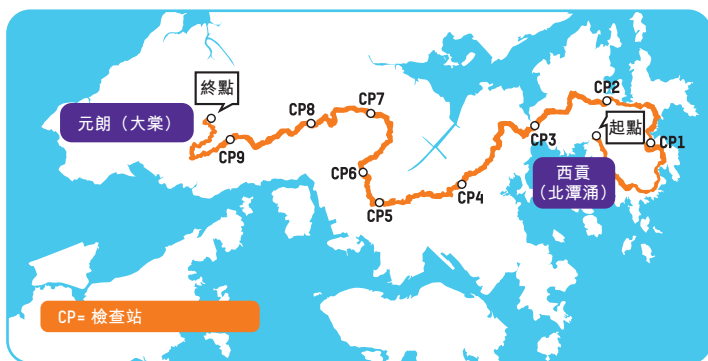 終點
元朗（大棠）
CP9
CP8
CP7
CP6
CP5
CP4
CP3
CP2
起點
CP1
西貢
（北潭涌）
CP= 檢查站